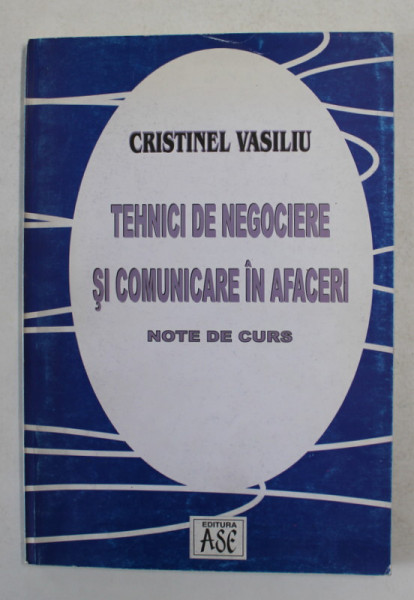 CRISTINEL VASILIU
TEHNICI DE NEGOCIERE
ŞI COMUNICARE ÎN AFACERI
NOTE DE CURS
EDITURA
ASE